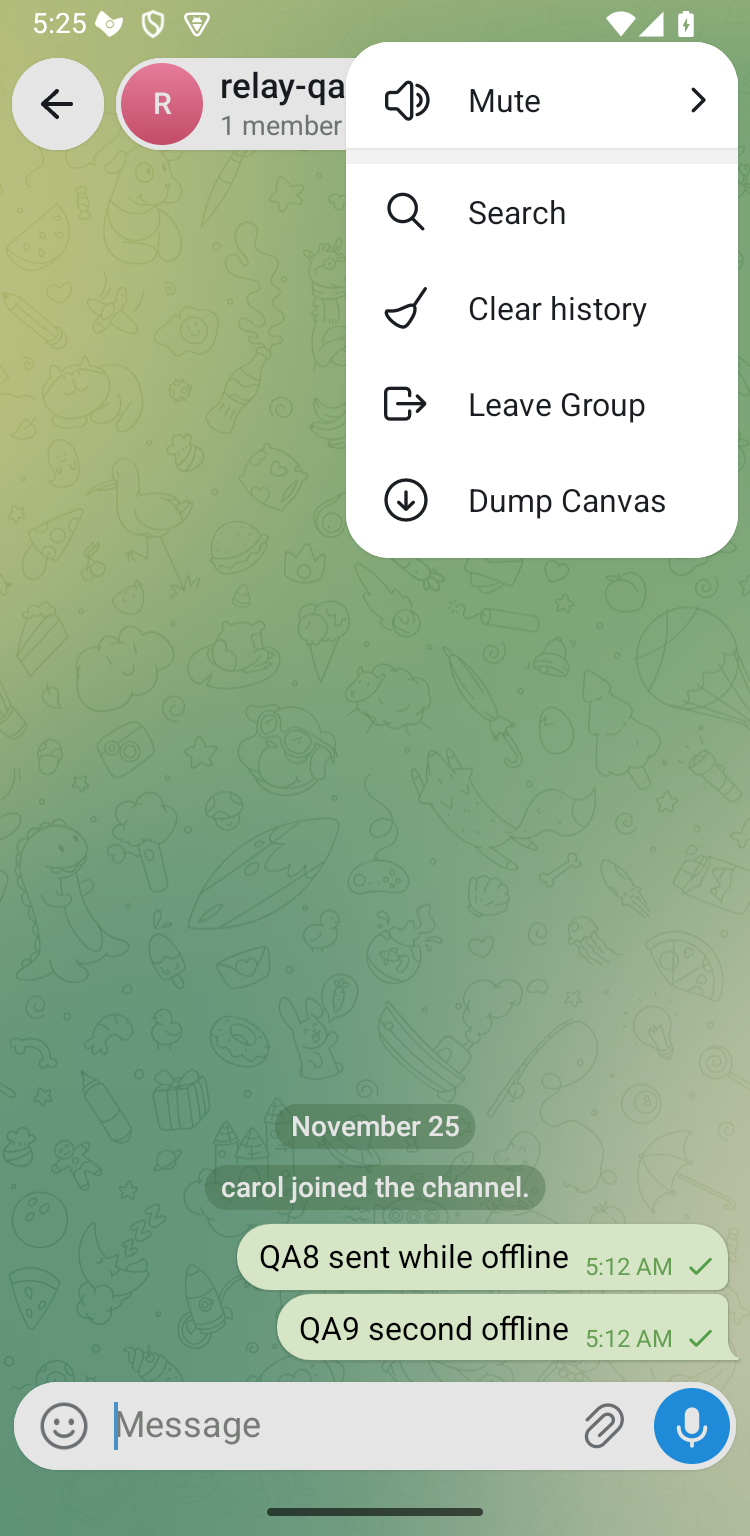 5:25
R
relay-qa
1 member
Mute
Search
Clear history
Leave Group
Dump Canvas
November 25
carol joined the channel.
QA8 sent while offline 5:12 AM
QA9 second offline 5:12 AM
Message